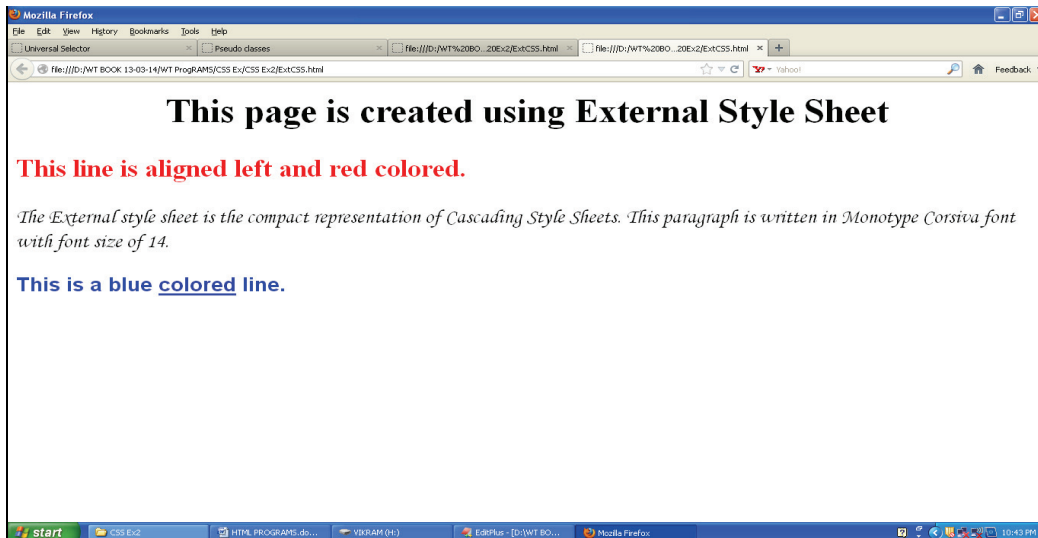 Mozilla Firefox
File Edit View History Bookmarks Tools Help
Universal Selector
Pseudo classes
file:///D:/WT%20BO...20Ex2/ExtCSS.html
file:///D:/WT%20BO...20Ex2/ExtCSS.html
file:///D:/WT BOOK 13-03-14/WT ProgRAMS/CSS Ex/CSS Ex2/ExtCSS.html
Yahoo!
Feedback
This page is created using External Style Sheet
This line is aligned left and red colored.
The External style sheet is the compact representation of Cascading Style Sheets. This paragraph is written in Monotype Corsiva font
with font size of 14.
This is a blue colored line.
start
CSS Ex2
HTML PROGRAMS.do...
VIKRAM (H:)
EditPlus - [D:\WT BO...
Mozilla Firefox
10:43 PM